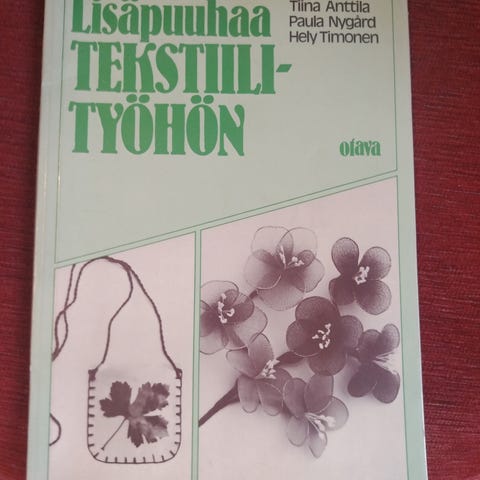 Lisäpuuhaa
TEKSTIILI-
TYÖHÖN
Tiina Anttila
Paula Nygård
Hely Timonen
otava